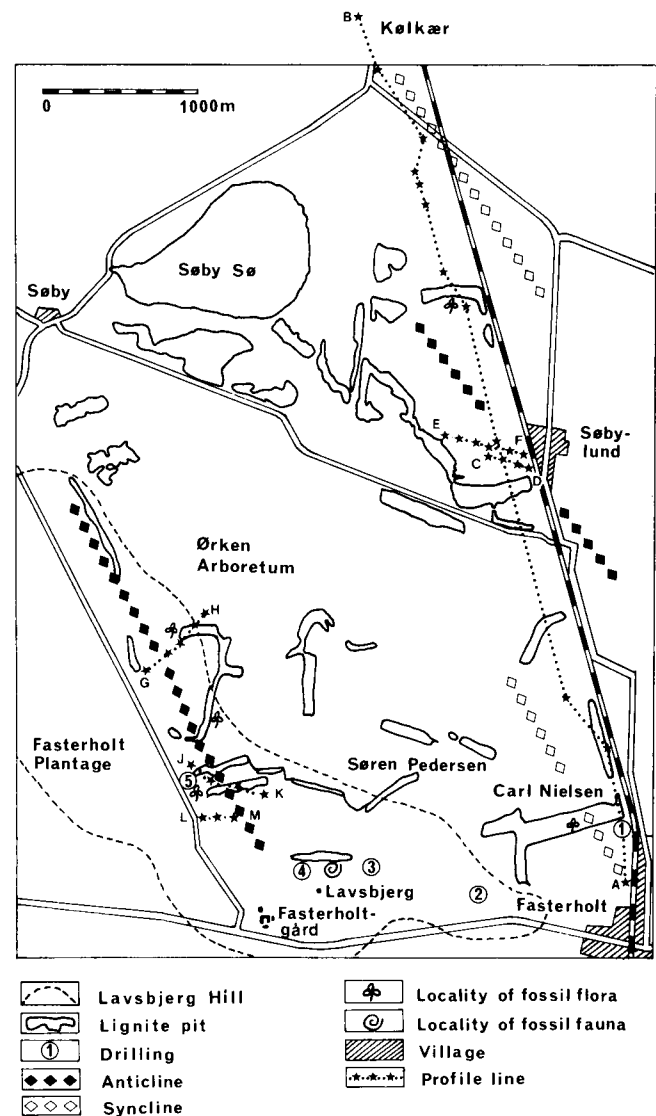 B
Kølkær
0 1000m
Søby Sø
Søby
E
F
C
D
Søby-
lund
Ørken
Arboretum
H
G
Fasterholt
Plantage
J
5
K
L
M
Søren Pedersen
Carl Nielsen
1
4
3
2
A
Lavsbjerg
Fasterholt-
gård
Fasterholt
Lavsbjerg Hill
Lignite pit
1 Drilling
Anticline
Syncline
Locality of fossil flora
Locality of fossil fauna
Village
Profile line